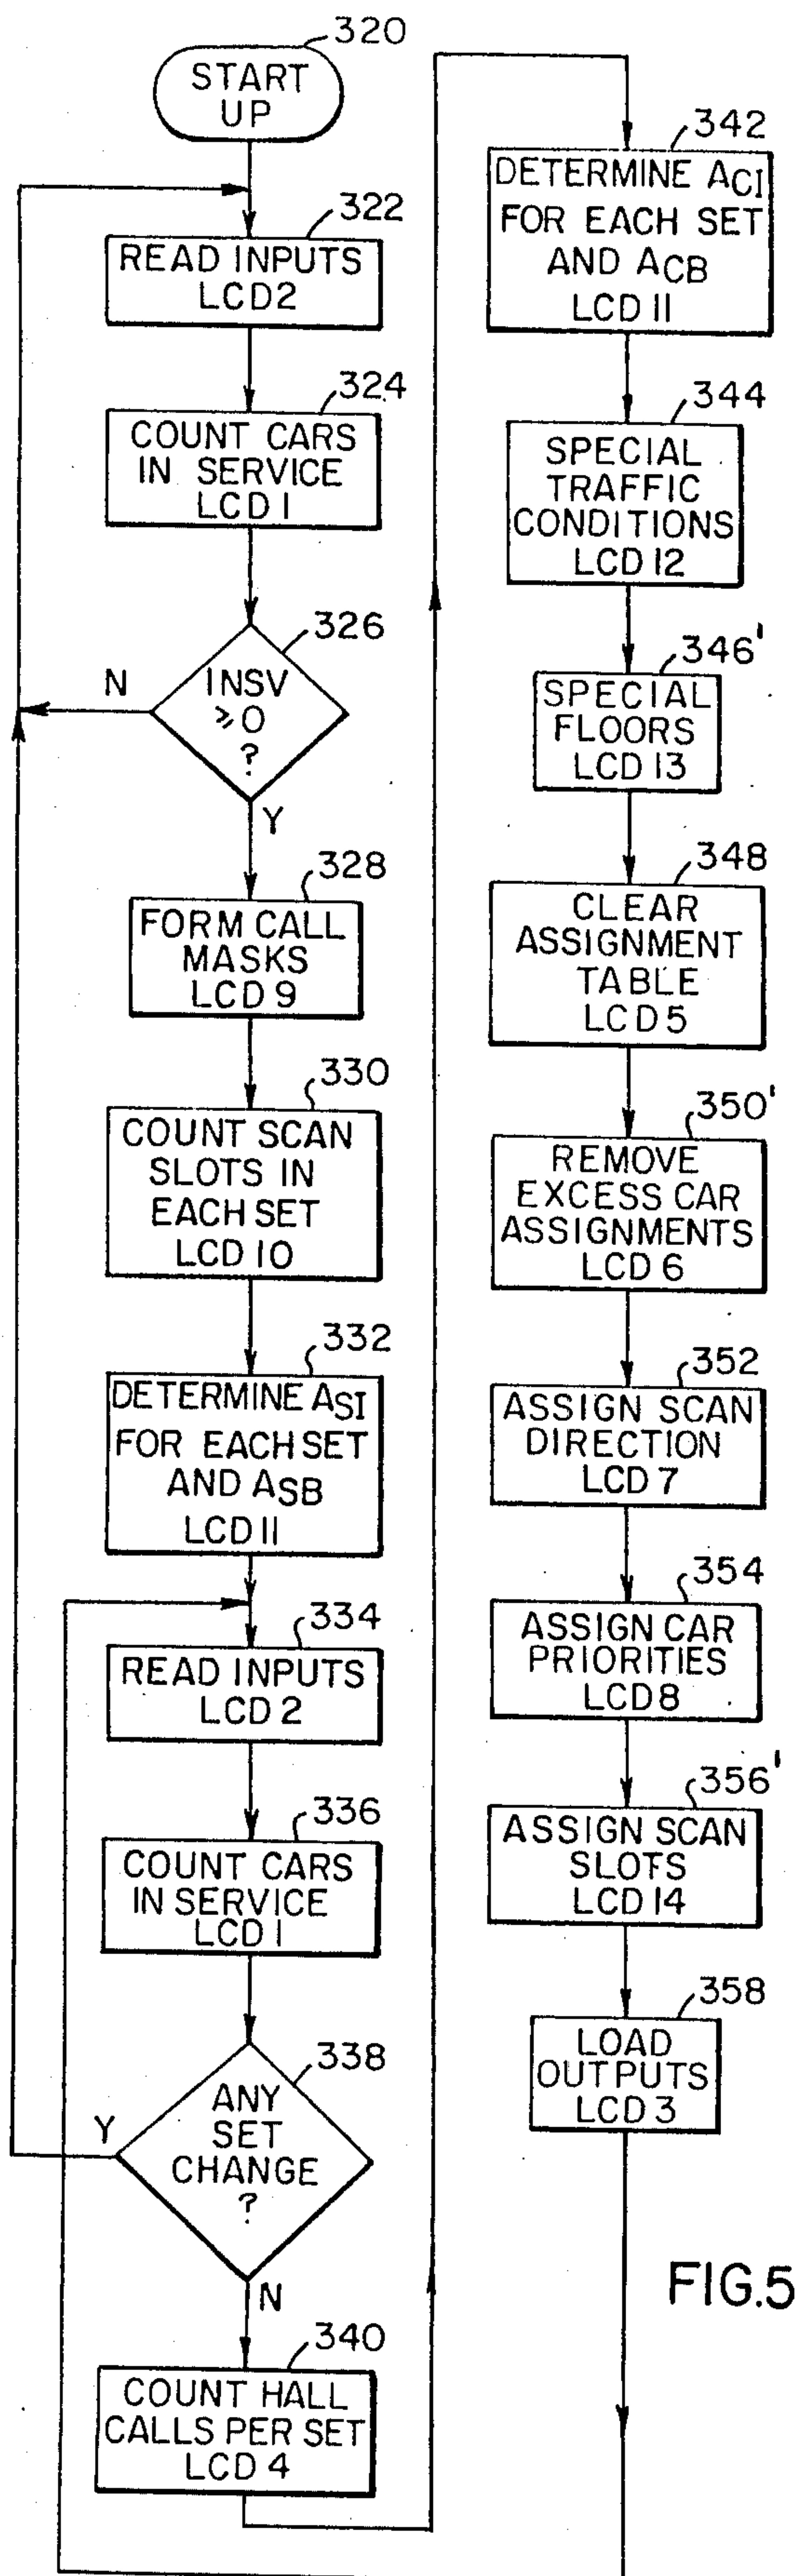 320
START
UP
322
READ INPUTS
LCD2
324
COUNT CARS
IN SERVICE
LCD 1
326
INSV
≥0
?
N
Y
328
FORM CALL
MASKS
LCD 9
330
COUNT SCAN
SLOTS IN
EACH SET
LCD 10
332
DETERMINE ASI
FOR EACH SET
AND ASB
LCD 11
334
READ INPUTS
LCD 2
336
COUNT CARS
IN SERVICE
LCD 1
338
ANY
SET
CHANGE
?
Y
N
340
COUNT HALL
CALLS PER SET
LCD 4
342
DETERMINE ACI
FOR EACH SET
AND ACB
LCD 11
344
SPECIAL
TRAFFIC
CONDITIONS
LCD 12
346'
SPECIAL
FLOORS
LCD 13
348
CLEAR
ASSIGNMENT
TABLE
LCD 5
350'
REMOVE
EXCESS CAR
ASSIGNMENTS
LCD 6
352
ASSIGN SCAN
DIRECTION
LCD 7
354
ASSIGN CAR
PRIORITIES
LCD 8
356'
ASSIGN SCAN
SLOTS
LCD 14
358
LOAD
OUTPUTS
LCD 3
FIG.5